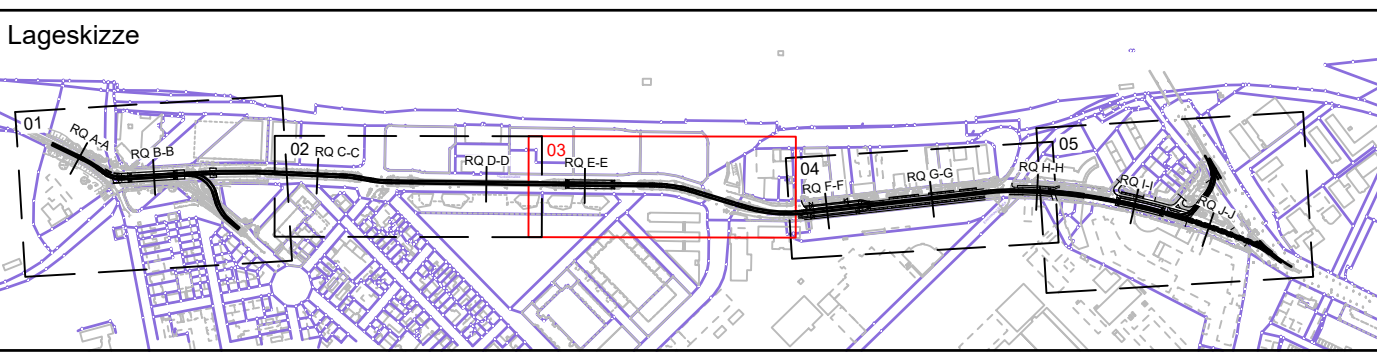 Lageskizze
01
RQ A-A
RQ B-B
02
RQ C-C
RQ D-D
03
RQ E-E
04
RQ F-F
RQ G-G
05
RQ H-H
RQ I-I
RQ J-J